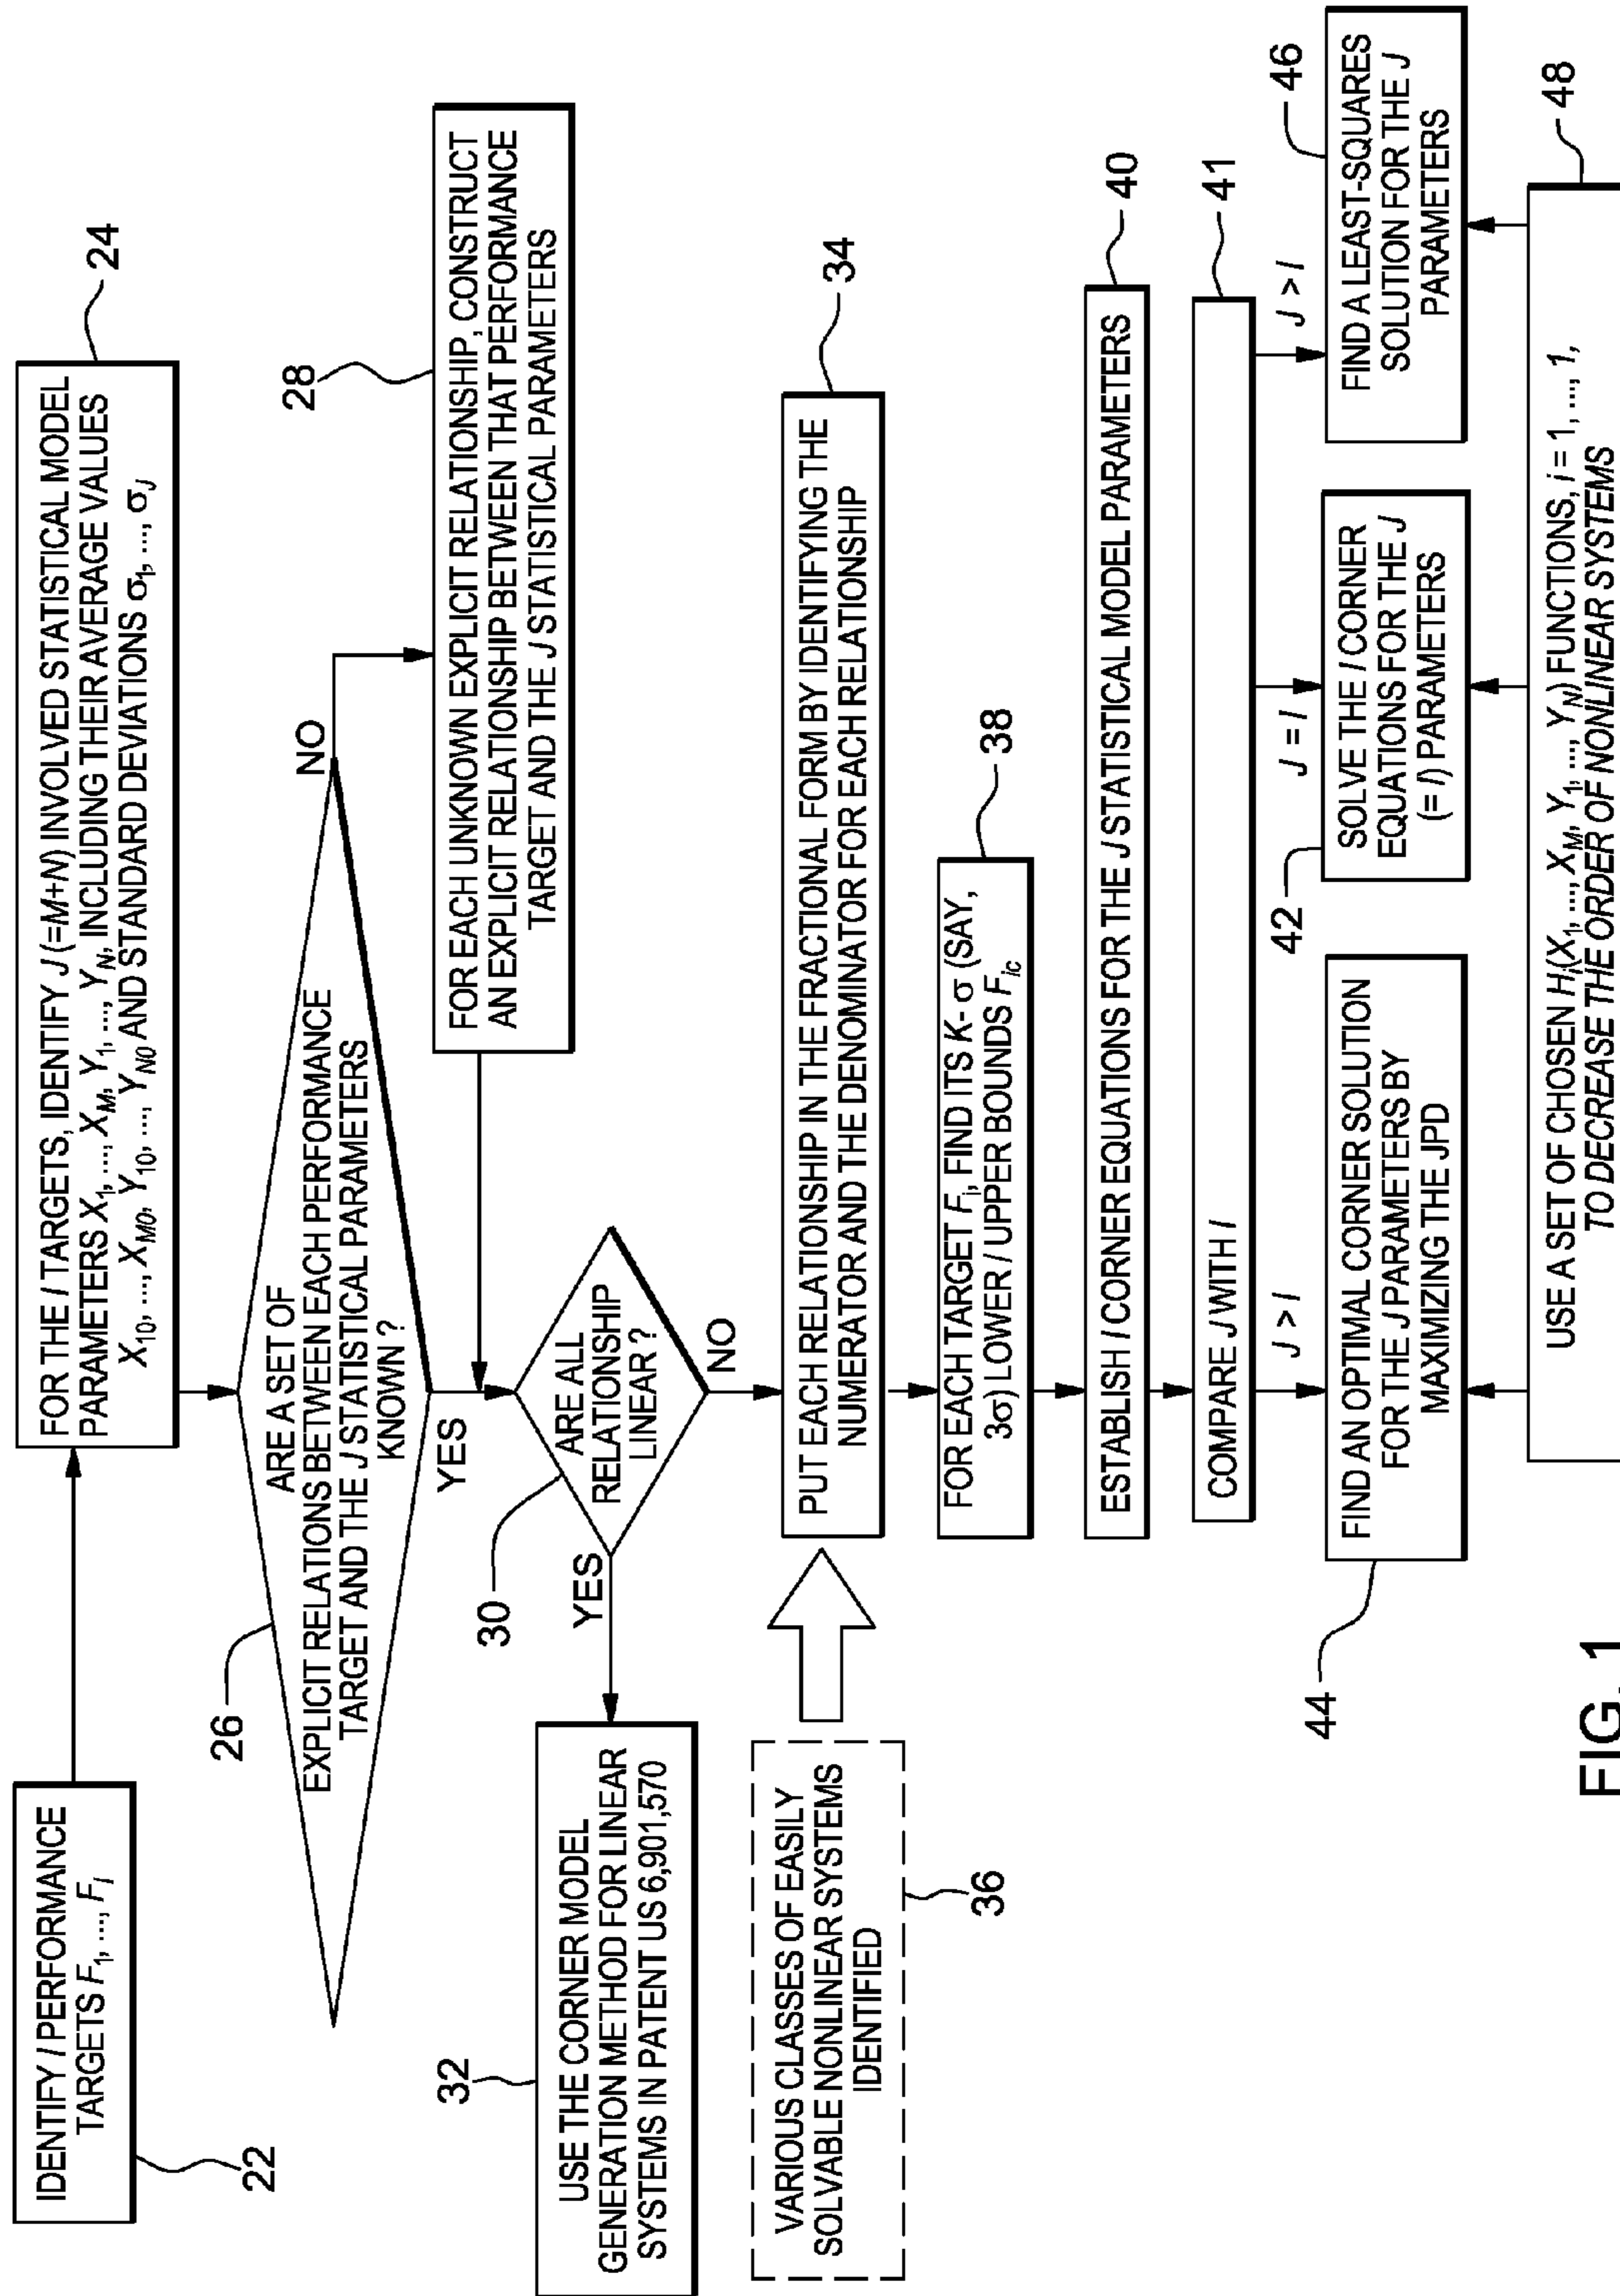 IDENTIFY I PERFORMANCE
TARGETS F1, ..., FI
22
FOR THE I TARGETS, IDENTIFY J (=M+N) INVOLVED STATISTICAL MODEL
PARAMETERS X1, ..., XM, Y1, ..., YN, INCLUDING THEIR AVERAGE VALUES
X10, ..., XM0, Y10, ..., YN0 AND STANDARD DEVIATIONS σ1, ..., σJ
24
ARE A SET OF
EXPLICIT RELATIONS BETWEEN EACH PERFORMANCE
TARGET AND THE J STATISTICAL PARAMETERS
KNOWN ?
26
NO
YES
FOR EACH UNKNOWN EXPLICIT RELATIONSHIP, CONSTRUCT
AN EXPLICIT RELATIONSHIP BETWEEN THAT PERFORMANCE
TARGET AND THE J STATISTICAL PARAMETERS
28
ARE ALL
RELATIONSHIP
LINEAR ?
30
YES
NO
USE THE CORNER MODEL
GENERATION METHOD FOR LINEAR
SYSTEMS IN PATENT US 6,901,570
32
PUT EACH RELATIONSHIP IN THE FRACTIONAL FORM BY IDENTIFYING THE
NUMERATOR AND THE DENOMINATOR FOR EACH RELATIONSHIP
34
VARIOUS CLASSES OF EASILY
SOLVABLE NONLINEAR SYSTEMS
IDENTIFIED
36
FOR EACH TARGET Fi, FIND ITS K- σ (SAY,
3σ) LOWER / UPPER BOUNDS Fic
38
ESTABLISH I CORNER EQUATIONS FOR THE J STATISTICAL MODEL PARAMETERS
40
COMPARE J WITH I
41
J > I
J = I
J > I
FIND AN OPTIMAL CORNER SOLUTION
FOR THE J PARAMETERS BY
MAXIMIZING THE JPD
44
SOLVE THE I CORNER
EQUATIONS FOR THE J
(= I) PARAMETERS
42
FIND A LEAST-SQUARES
SOLUTION FOR THE J
PARAMETERS
46
USE A SET OF CHOSEN Hi(X1, ..., XM, Y1, ..., YN) FUNCTIONS, i = 1, ..., 1,
TO DECREASE THE ORDER OF NONLINEAR SYSTEMS
48
FIG. 1